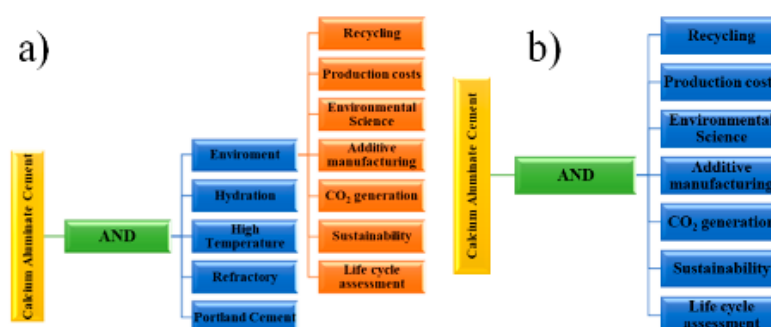 a)
Calcium Aluminate Cement
AND
Enviroment
Hydration
High
Temperature
Refractory
Portland Cement
Recycling
Production costs
Environmental
Science
Additive
manufacturing
CO₂ generation
Sustainability
Life cycle
assessment
b)
Calcium Aluminate Cement
AND
Recycling
Production cost
Environmental
Science
Additive
manufacturing
CO₂ generation
Sustainability
Life cycle
assessment